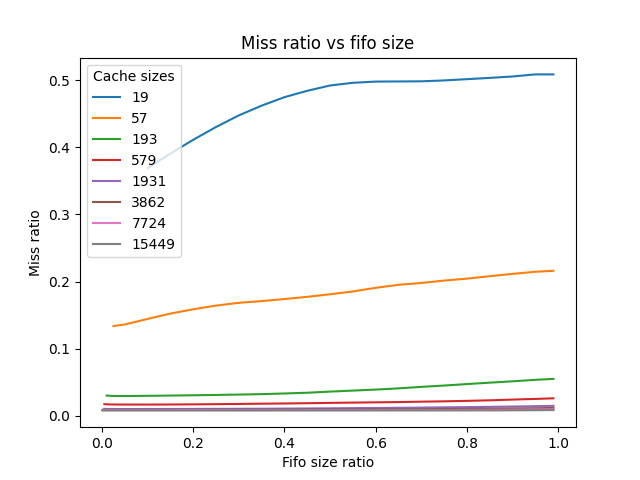 Miss ratio vs fifo size
Cache sizes
19
57
193
579
1931
3862
7724
15449
Miss ratio
0.5
0.4
0.3
0.2
0.1
0.0
0.0 0.2 0.4 0.6 0.8 1.0
Fifo size ratio